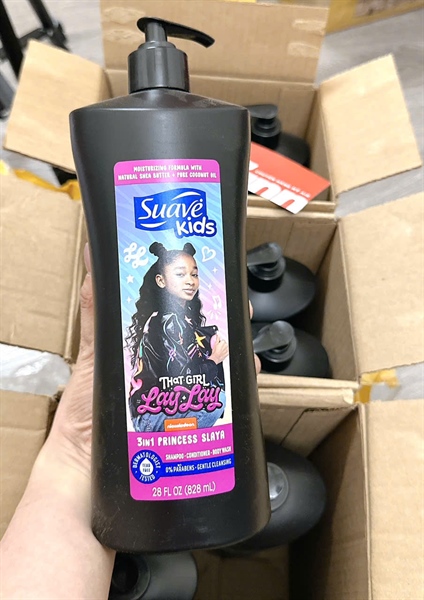 MOISTURIZING FORMULA WITH
NATURAL SHEA BUTTER + PURE COCONUT OIL
Suave
Kids
LL
THAT GIRL
Lay Lay
nickelodeon
3IN1 PRINCESS SLAYA
SHAMPOO • CONDITIONER • BODY WASH
DERMATOLOGIST
TEAR
FREE
TESTED
0% PARABENS • GENTLE CLEANSING
28 FL OZ (828 mL)